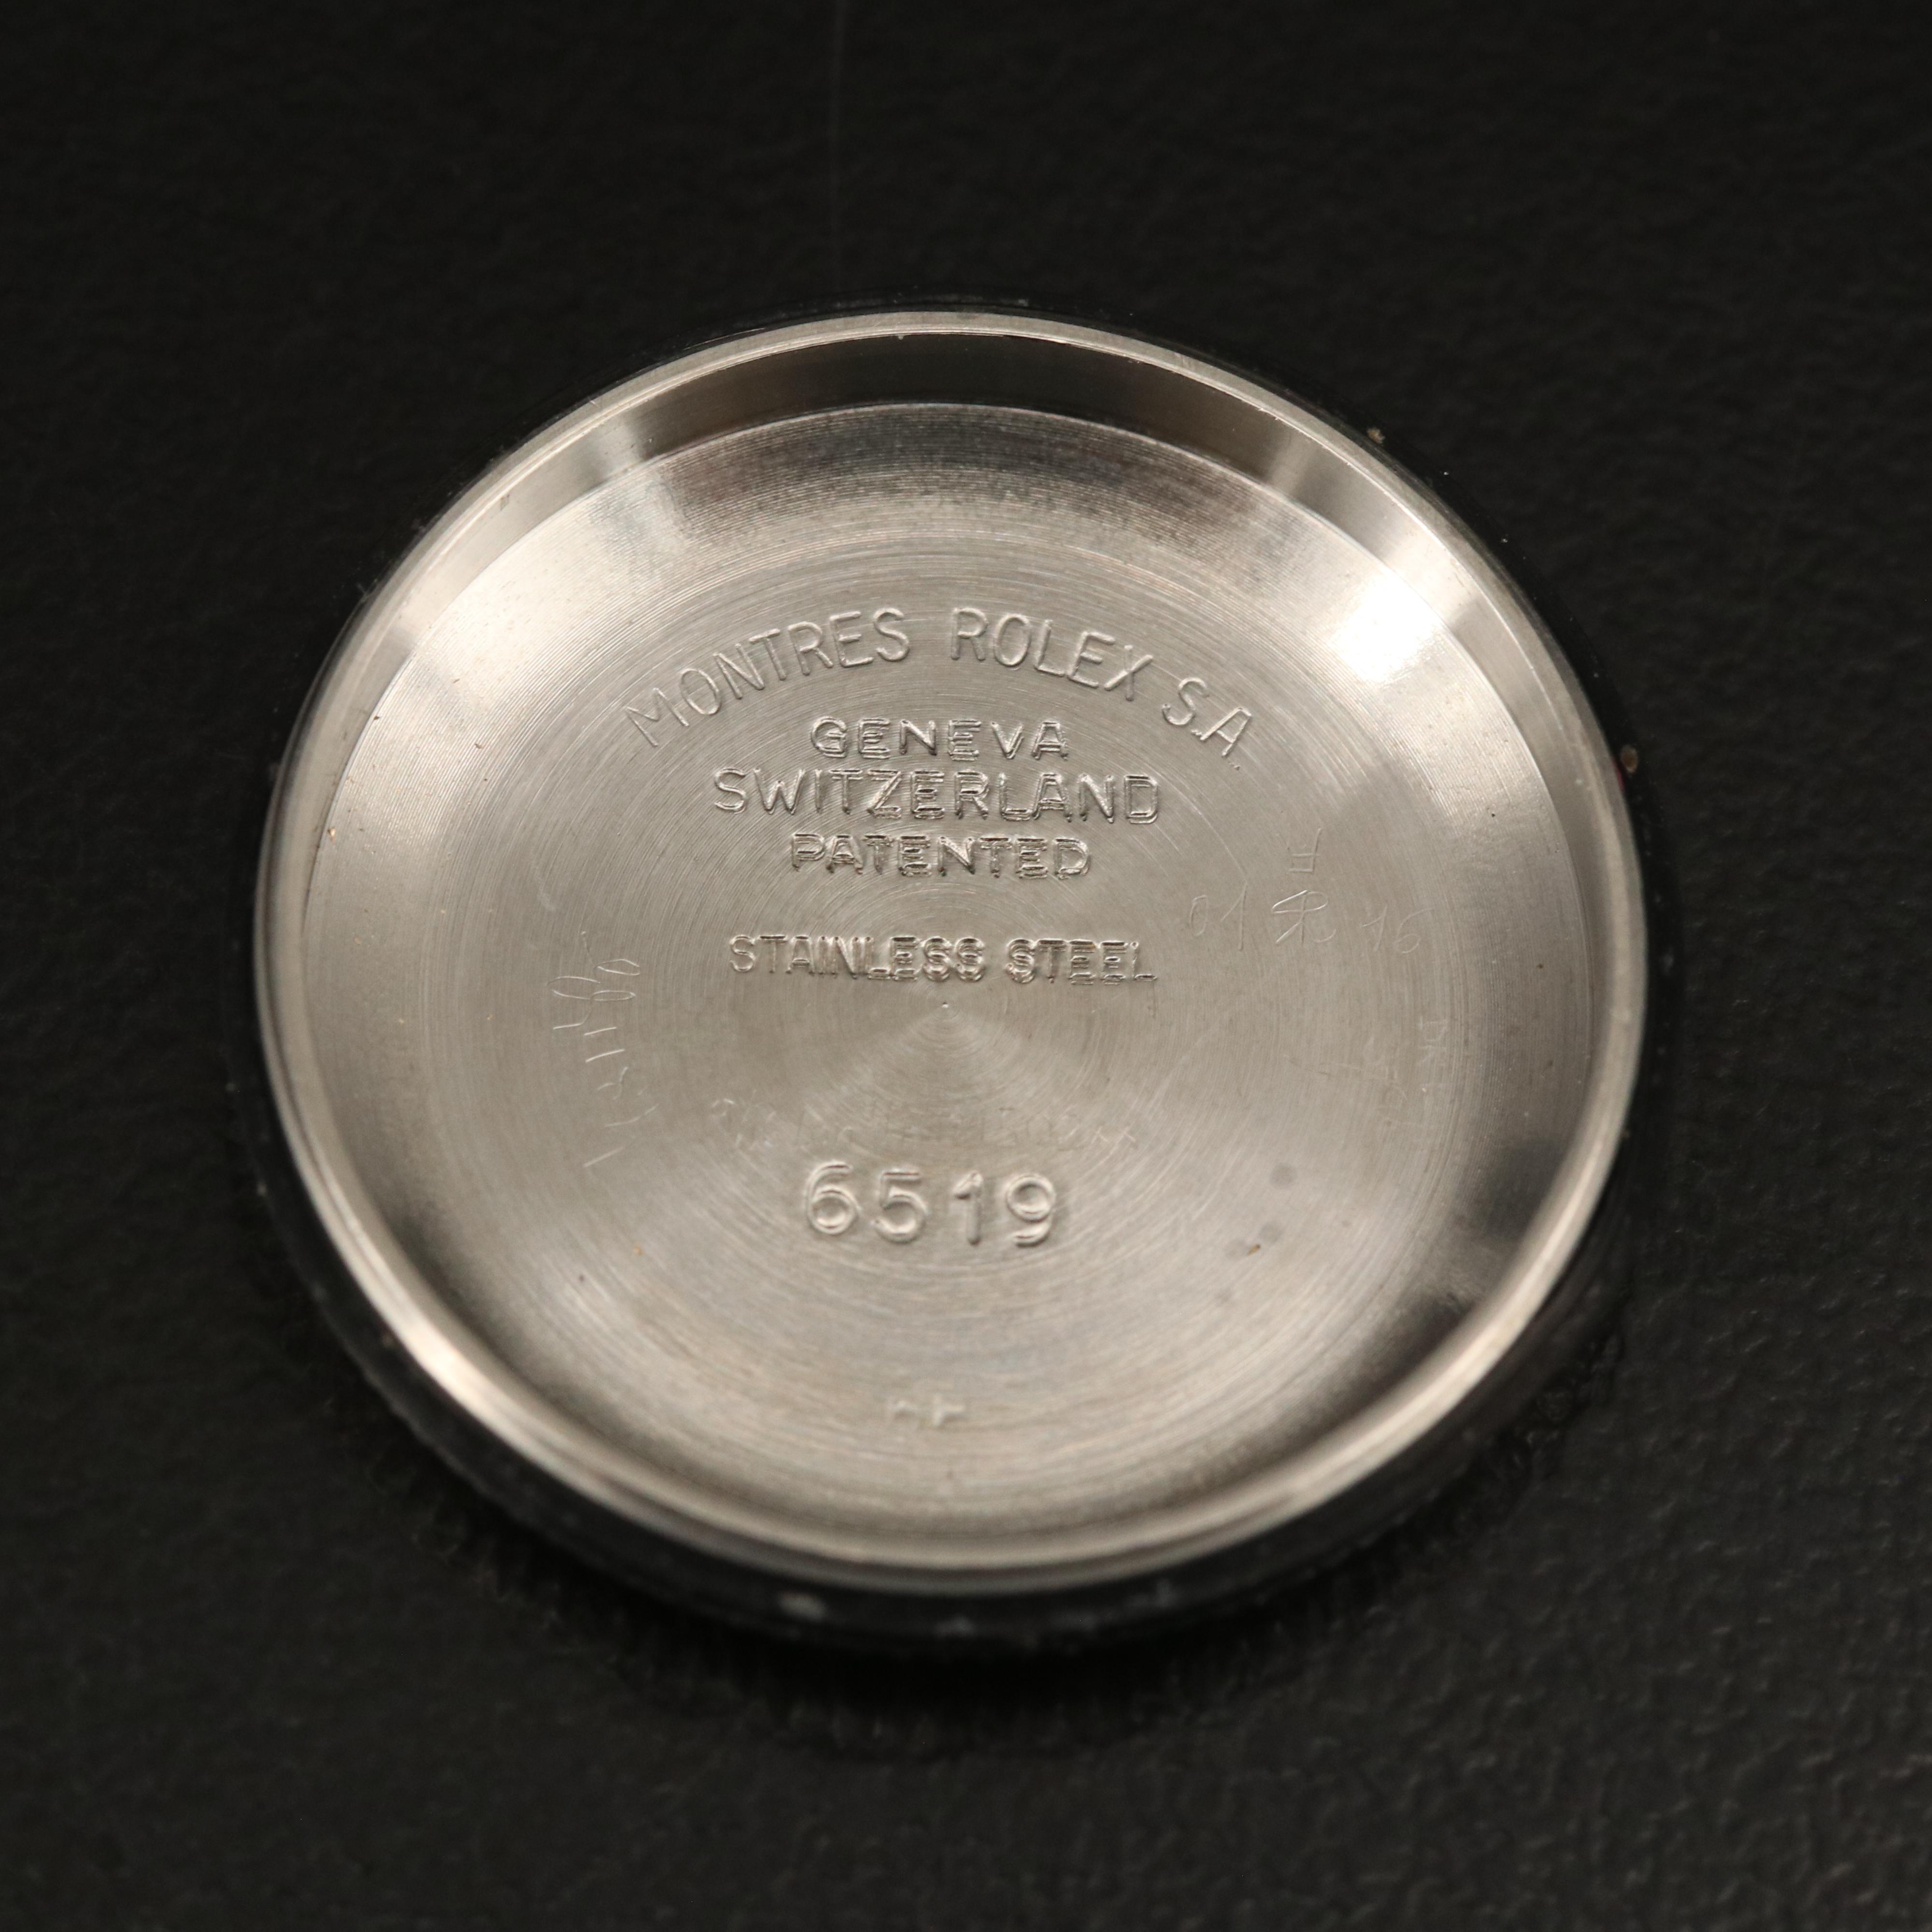 MONTRES ROLEX S.A.
GENEVA
SWITZERLAND
PATENTED
STAINLESS STEEL
6519